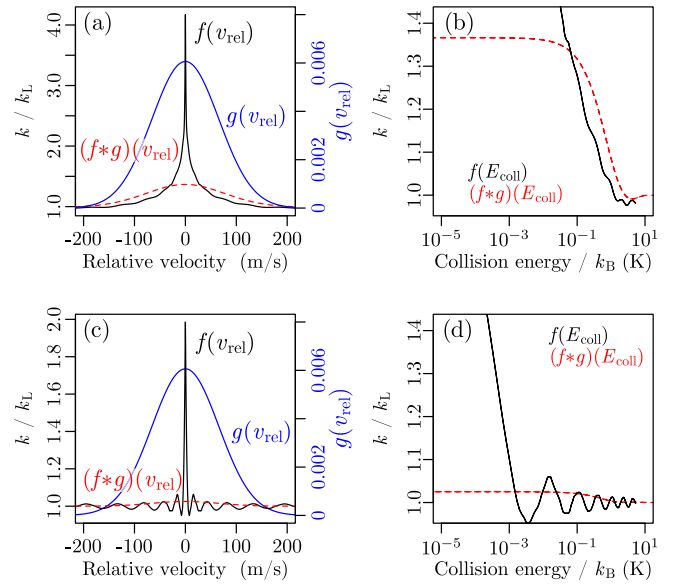 (a)
f(v_rel)
g(v_rel)
(f*g)(v_rel)
k / k_L
1.0 2.0 3.0 4.0
g(v_rel)
0 0.002 0.006
-200 -100 0 100 200
Relative velocity (m/s)
(b)
f(E_coll)
(f*g)(E_coll)
k / k_L
1.0 1.1 1.2 1.3 1.4
10^−5 10^−3 10^−1 10^1
Collision energy / k_B (K)
(c)
f(v_rel)
g(v_rel)
(f*g)(v_rel)
k / k_L
1.0 1.2 1.4 1.6 1.8 2.0
g(v_rel)
0 0.002 0.006
-200 -100 0 100 200
Relative velocity (m/s)
(d)
f(E_coll)
(f*g)(E_coll)
k / k_L
1.0 1.1 1.2 1.3 1.4
10^−5 10^−3 10^−1 10^1
Collision energy / k_B (K)